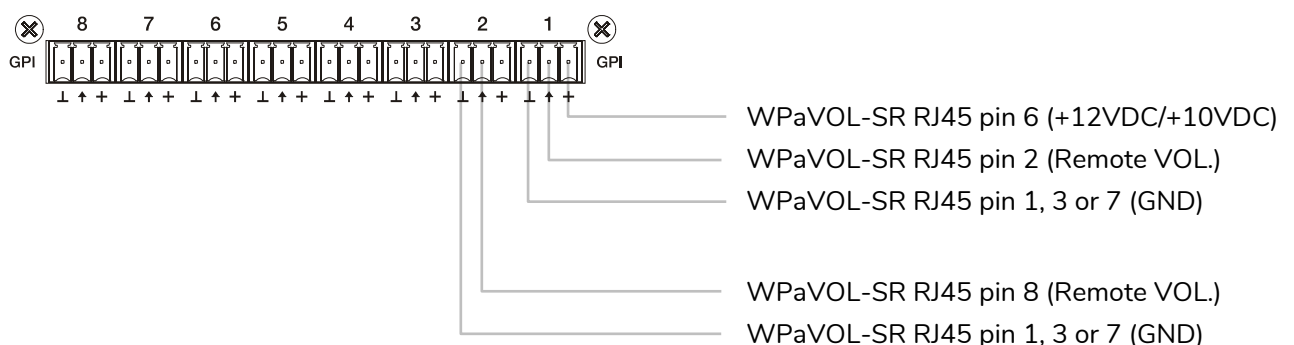 8 7 6 5 4 3 2 1
GPI GPI
⊥ ↑ + ⊥ ↑ + ⊥ ↑ + ⊥ ↑ + ⊥ ↑ + ⊥ ↑ + ⊥ ↑ + ⊥ ↑ +
WPaVOL-SR RJ45 pin 6 (+12VDC/+10VDC)
WPaVOL-SR RJ45 pin 2 (Remote VOL.)
WPaVOL-SR RJ45 pin 1, 3 or 7 (GND)
WPaVOL-SR RJ45 pin 8 (Remote VOL.)
WPaVOL-SR RJ45 pin 1, 3 or 7 (GND)